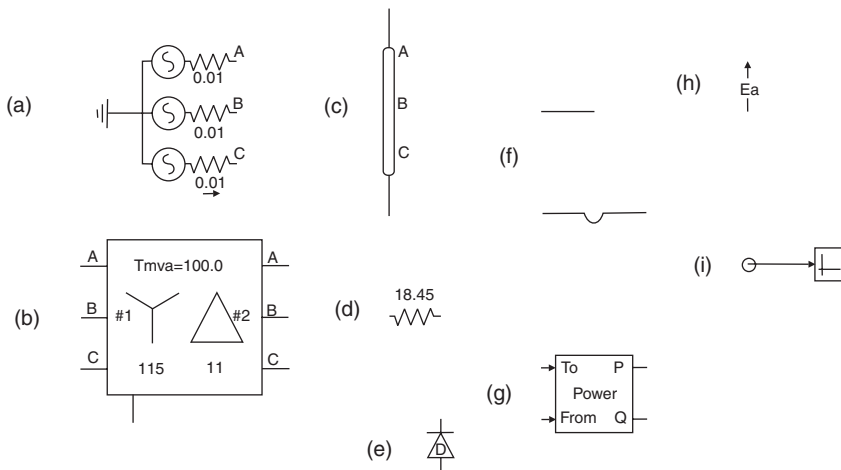 (a)
A
0.01
B
0.01
C
0.01
(b)
A
B
C
Tmva=100.0
#1
#2
115
11
A
B
C
(c)
A
B
C
(d)
18.45
(e)
D
(f)
(g)
To P
Power
From Q
(h)
Ea
(i)